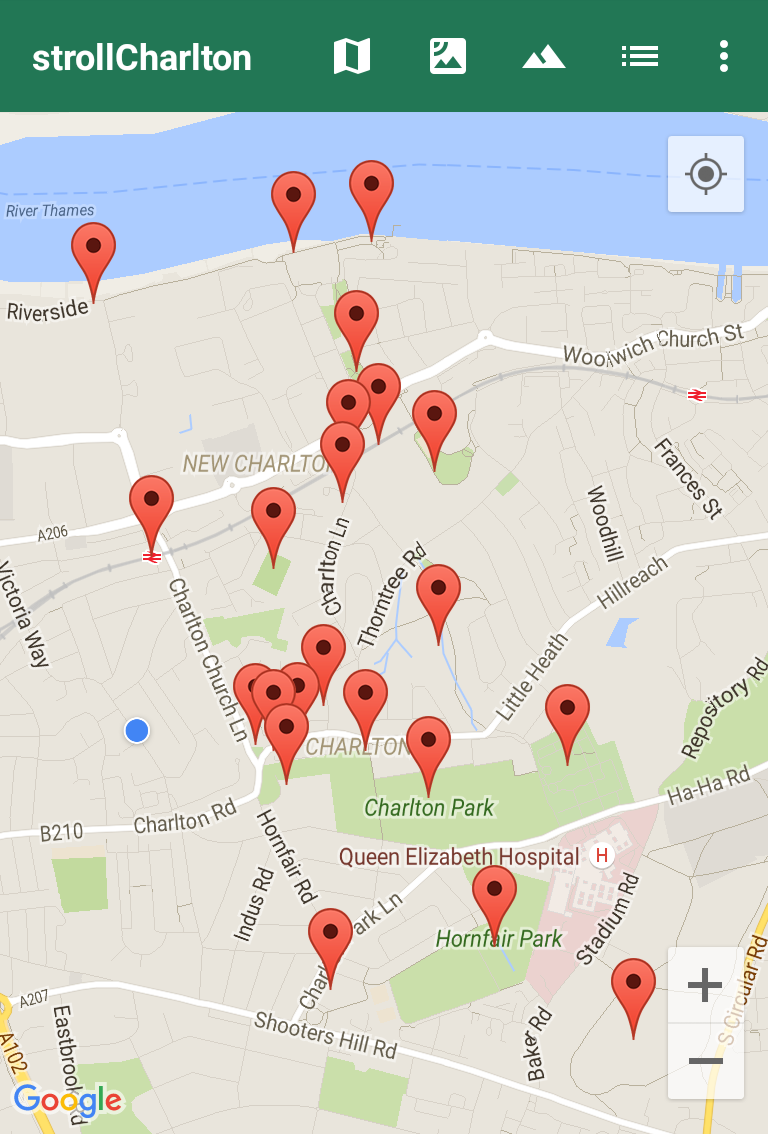 strollCharlton
River Thames
Riverside
Woolwich Church St
NEW CHARLTON
Frances St
A206
Woodhill
Charlton Ln
Thorntree Rd
Victoria Way
Hillreach
Charlton Church Ln
Little Heath
Repository Rd
CHARLTON
Ha-Ha Rd
Charlton Park
B210
Charlton Rd
Hornfair Rd
Queen Elizabeth Hospital
H
Indus Rd
Stadium Rd
ark Ln
Hornfair Park
Charl
S Circular Rd
A207
Shooters Hill Rd
Baker Rd
Eastbrook Rd
A102
Google